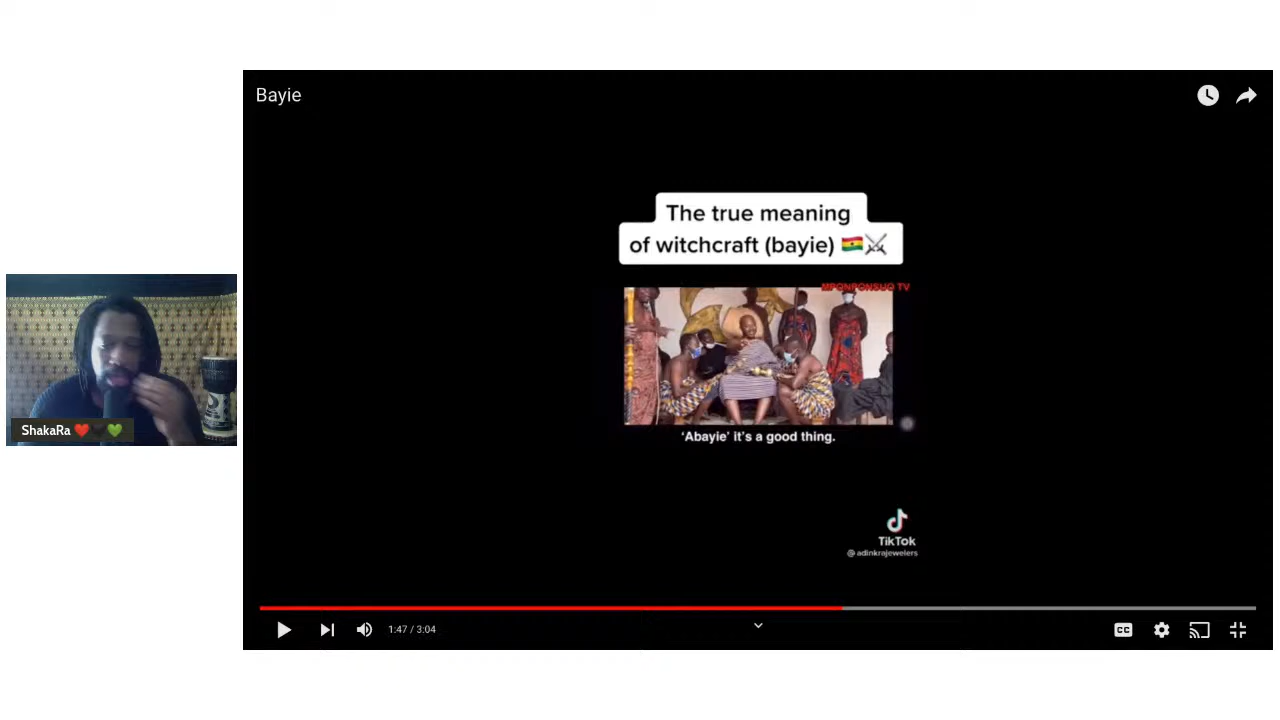 Bayie
The true meaning
of witchcraft (bayie) 🇬🇭⚔
MPONPONSUO TV
'Abayie' it's a good thing.
TikTok
@ adinkrajewelers
ShakaRa ❤️🖤💚
1:47 / 3:04
CC